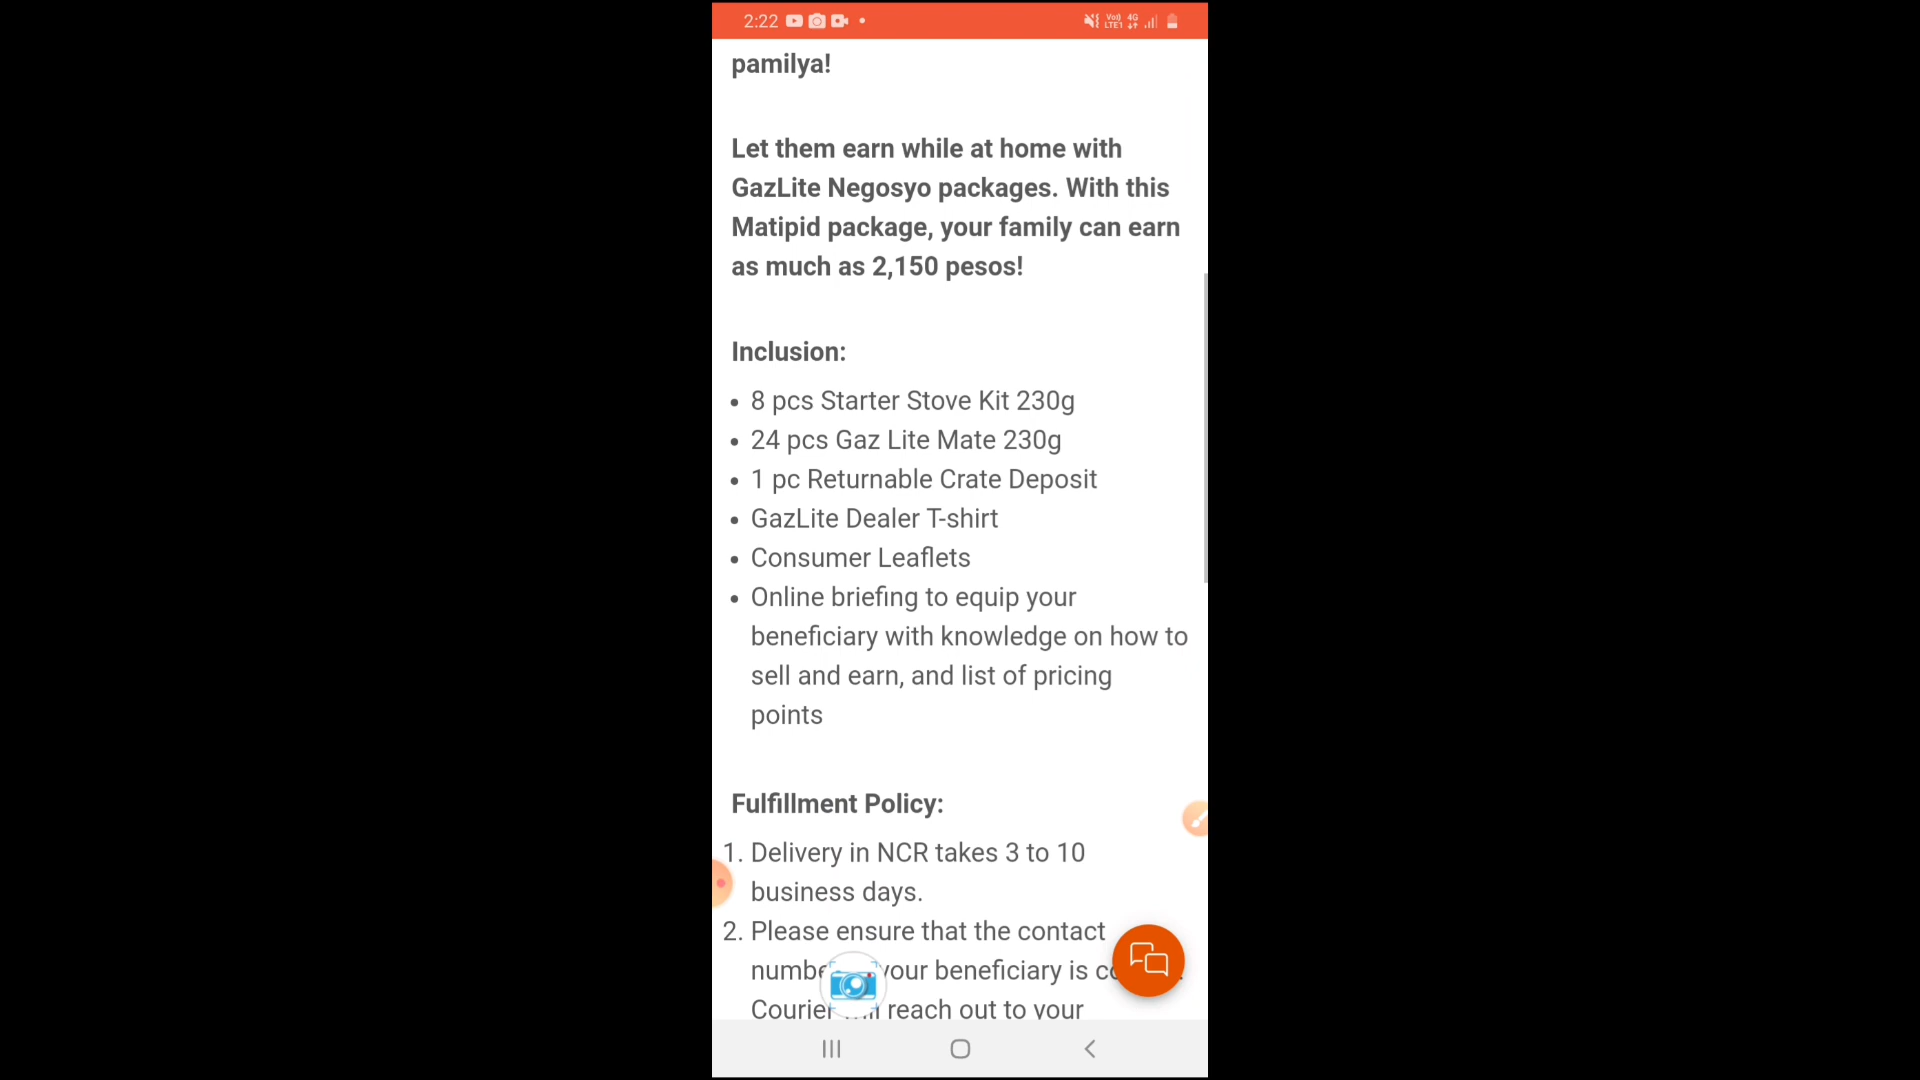 2:22
Vo) 4G
LTE1
pamilya!
Let them earn while at home with
GazLite Negosyo packages. With this
Matipid package, your family can earn
as much as 2,150 pesos!
Inclusion:
• 8 pcs Starter Stove Kit 230g
• 24 pcs Gaz Lite Mate 230g
• 1 pc Returnable Crate Deposit
• GazLite Dealer T-shirt
• Consumer Leaflets
• Online briefing to equip your
beneficiary with knowledge on how to
sell and earn, and list of pricing
points
Fulfillment Policy:
1. Delivery in NCR takes 3 to 10
business days.
2. Please ensure that the contact
your beneficiary is
Courier reach out to your